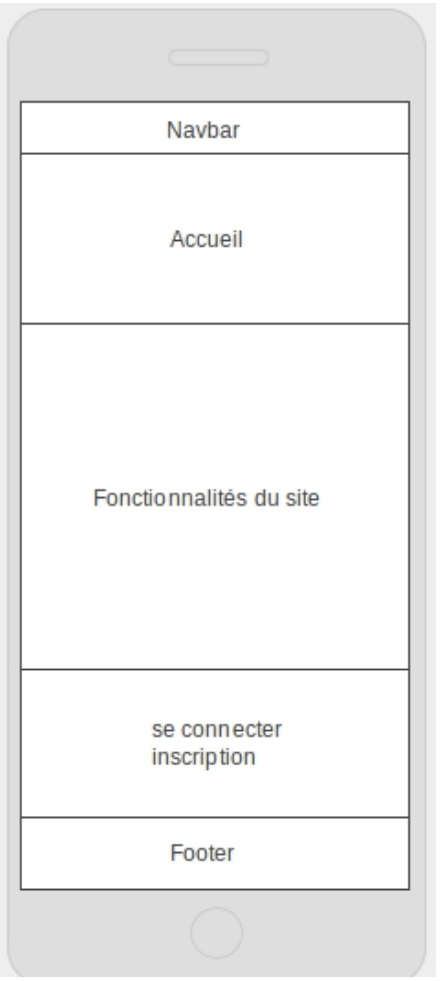 Navbar
Accueil
Fonctionnalités du site
se connecter
inscription
Footer